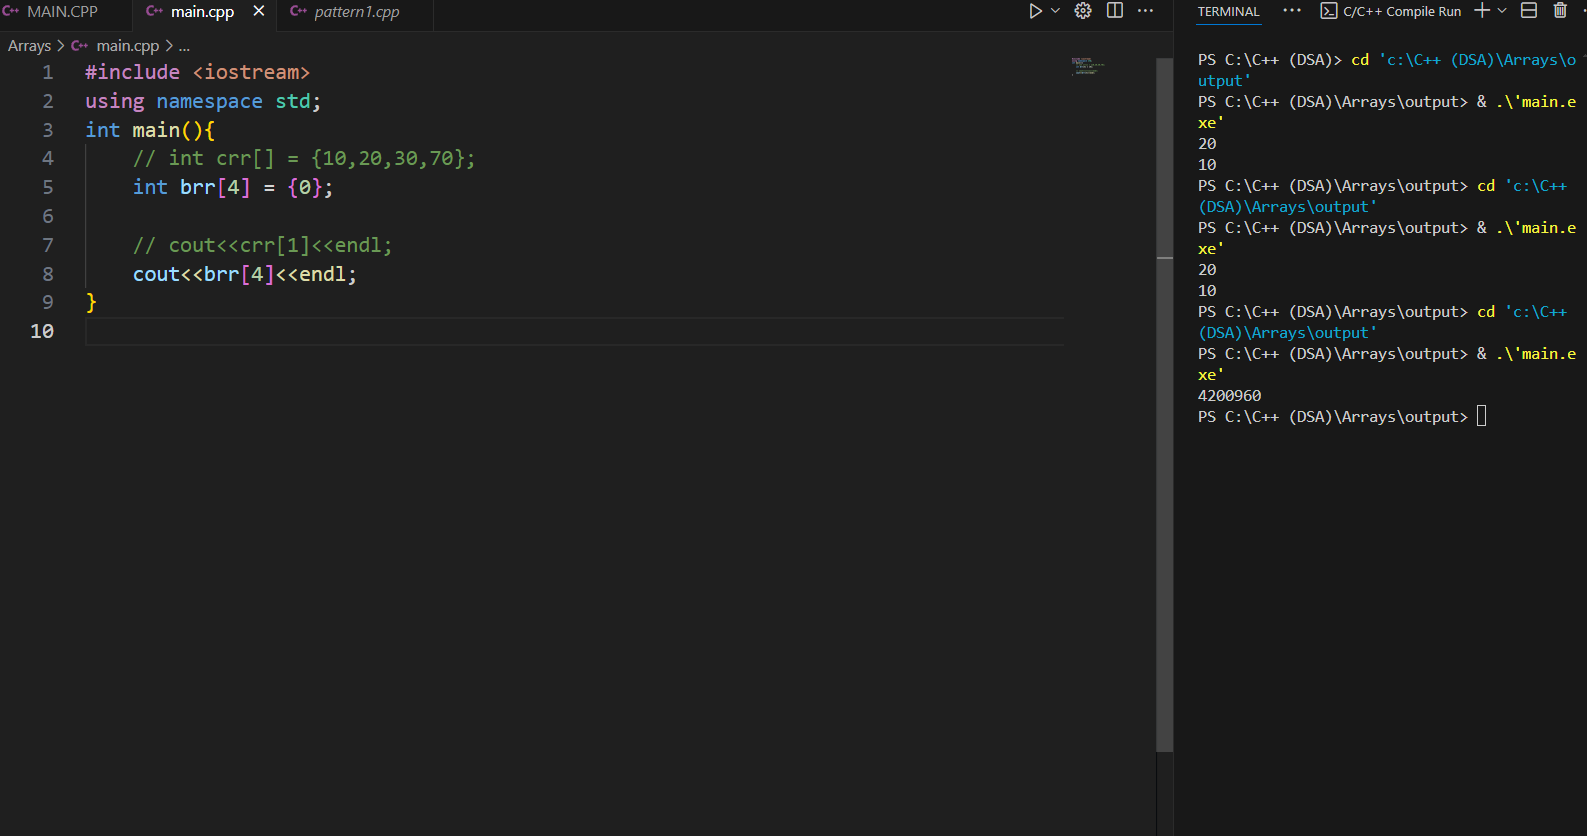 MAIN.CPP main.cpp pattern1.cpp
Arrays > main.cpp > ...
1 #include <iostream>
2 using namespace std;
3 int main(){
4 // int crr[] = {10,20,30,70};
5 int brr[4] = {0};
6
7 // cout<<crr[1]<<endl;
8 cout<<brr[4]<<endl;
9 }
10
TERMINAL ... C/C++ Compile Run
PS C:\C++ (DSA)> cd 'c:\C++ (DSA)\Arrays\o
utput'
PS C:\C++ (DSA)\Arrays\output> & .\'main.e
xe'
20
10
PS C:\C++ (DSA)\Arrays\output> cd 'c:\C++
(DSA)\Arrays\output'
PS C:\C++ (DSA)\Arrays\output> & .\'main.e
xe'
20
10
PS C:\C++ (DSA)\Arrays\output> cd 'c:\C++
(DSA)\Arrays\output'
PS C:\C++ (DSA)\Arrays\output> & .\'main.e
xe'
4200960
PS C:\C++ (DSA)\Arrays\output>